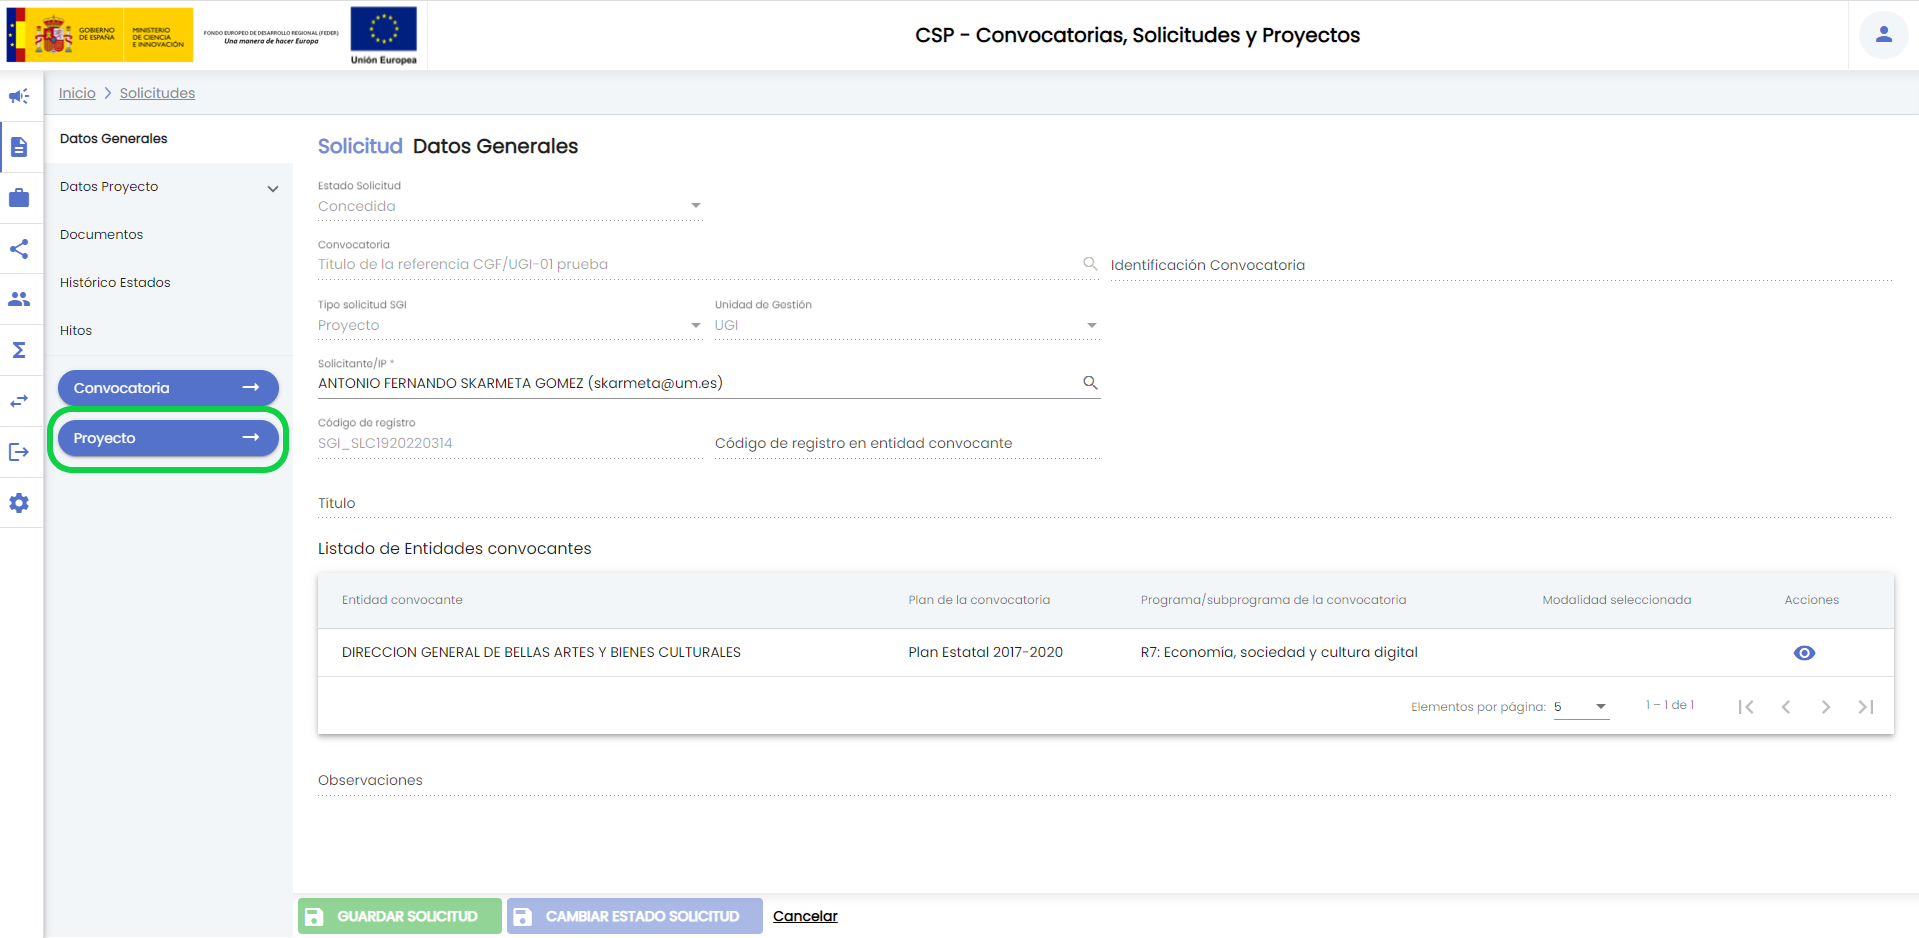 GOBIERNO
DE ESPAÑA
MINISTERIO
DE CIENCIA
E INNOVACIÓN
FONDO EUROPEO DE DESARROLLO REGIONAL (FEDER)
Una manera de hacer Europa
Unión Europea
CSP - Convocatorias, Solicitudes y Proyectos
Inicio > Solicitudes
Datos Generales
Datos Proyecto
Documentos
Histórico Estados
Hitos
Convocatoria →
Proyecto →
Solicitud Datos Generales
Estado Solicitud
Concedida
Convocatoria
Título de la referencia CGF/UGI-01 prueba
Identificación Convocatoria
Tipo solicitud SGI
Unidad de Gestión
Proyecto
UGI
Solicitante/IP *
ANTONIO FERNANDO SKARMETA GOMEZ (skarmeta@um.es)
Código de registro
SGI_SLC1920220314
Código de registro en entidad convocante
Título
Listado de Entidades convocantes
Entidad convocante Plan de la convocatoria Programa/subprograma de la convocatoria Modalidad seleccionada Acciones
DIRECCION GENERAL DE BELLAS ARTES Y BIENES CULTURALES Plan Estatal 2017-2020 R7: Economía, sociedad y cultura digital
Elementos por página: 5 1 – 1 de 1
Observaciones
GUARDAR SOLICITUD CAMBIAR ESTADO SOLICITUD Cancelar